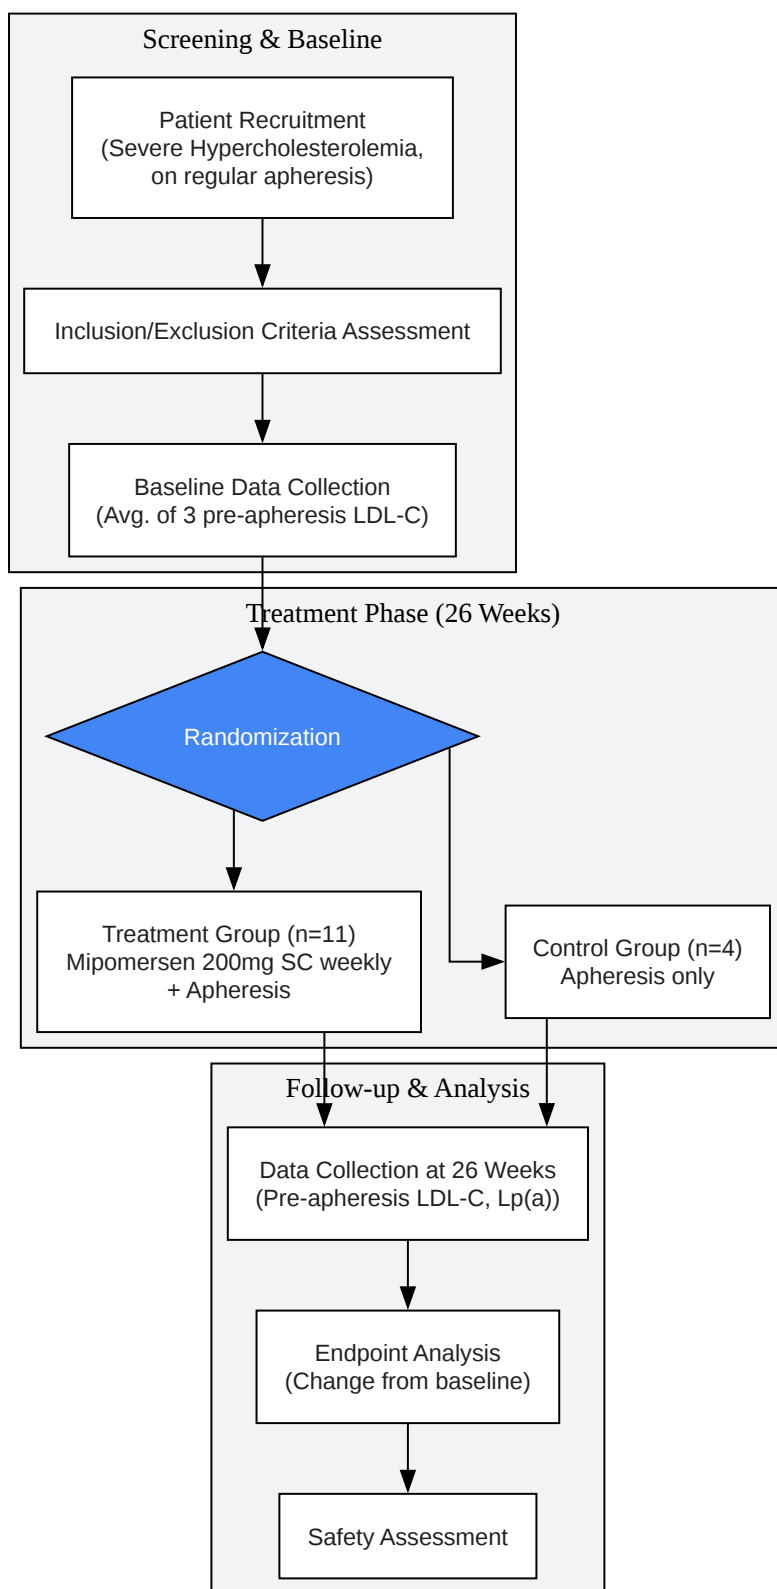 Screening & Baseline
Patient Recruitment
(Severe Hypercholesterolemia,
on regular apheresis)
Inclusion/Exclusion Criteria Assessment
Baseline Data Collection
(Avg. of 3 pre-apheresis LDL-C)
Treatment Phase (26 Weeks)
Randomization
Treatment Group (n=11)
Mipomersen 200mg SC weekly
+ Apheresis
Control Group (n=4)
Apheresis only
Follow-up & Analysis
Data Collection at 26 Weeks
(Pre-apheresis LDL-C, Lp(a))
Endpoint Analysis
(Change from baseline)
Safety Assessment